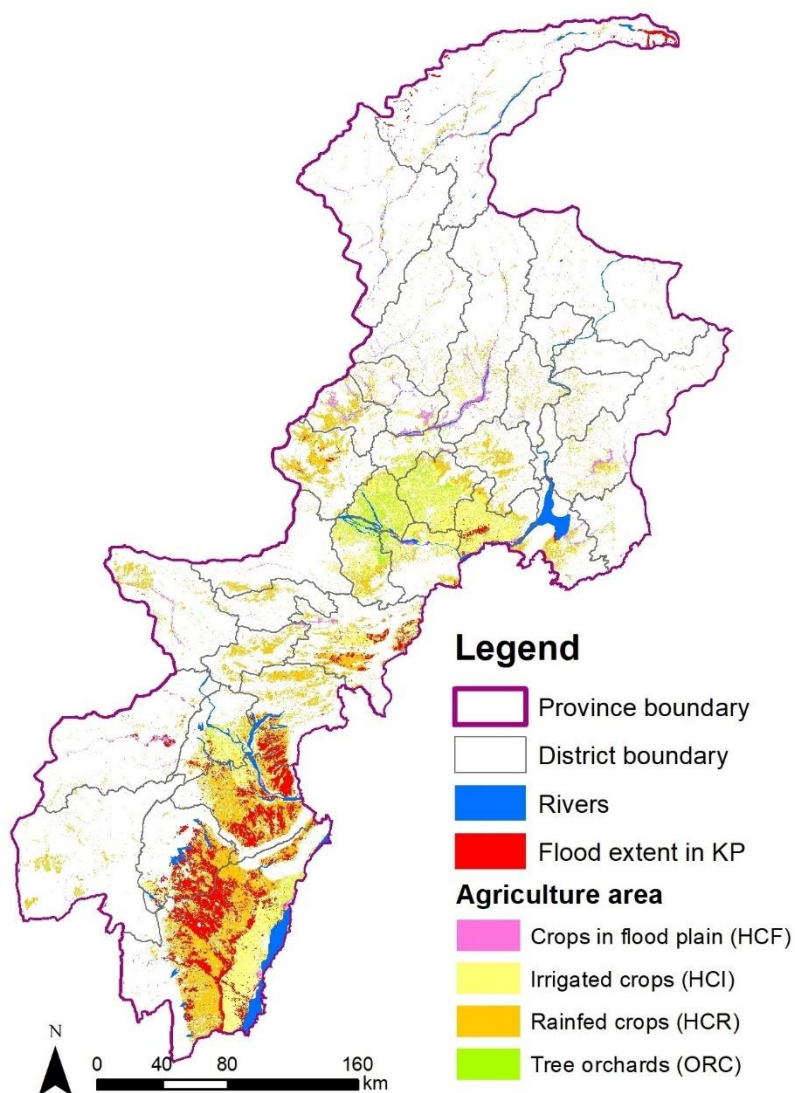 Legend
Province boundary
District boundary
Rivers
Flood extent in KP
Agriculture area
Crops in flood plain (HCF)
Irrigated crops (HCI)
Rainfed crops (HCR)
Tree orchards (ORC)
N
0 40 80 160
km